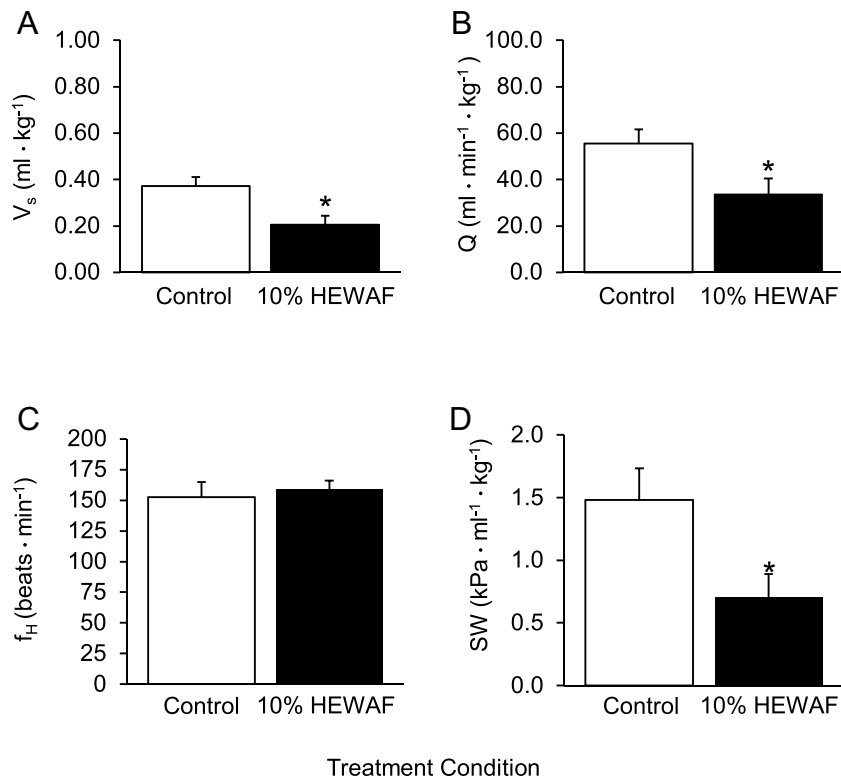 A
V_s (ml · kg⁻¹)
1.00
0.80
0.60
0.40
0.20
0.00
*
Control 10% HEWAF
B
Q (ml · min⁻¹ · kg⁻¹)
100.0
80.0
60.0
40.0
20.0
0.0
*
Control 10% HEWAF
C
f_H (beats · min⁻¹)
200
175
150
125
100
75
50
25
0
Control 10% HEWAF
D
SW (kPa · ml⁻¹ · kg⁻¹)
2.0
1.5
1.0
0.5
0.0
*
Control 10% HEWAF
Treatment Condition